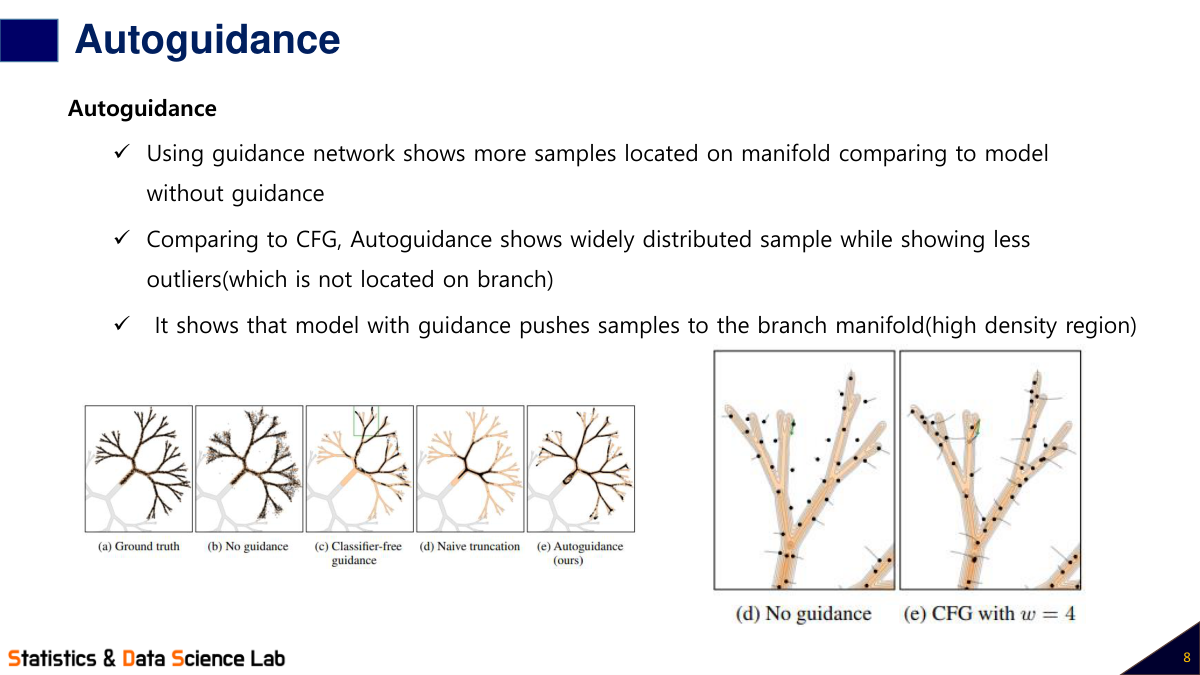 Autoguidance
Autoguidance
✓ Using guidance network shows more samples located on manifold comparing to model
without guidance
✓ Comparing to CFG, Autoguidance shows widely distributed sample while showing less
outliers(which is not located on branch)
✓ It shows that model with guidance pushes samples to the branch manifold(high density region)
(a) Ground truth (b) No guidance (c) Classifier-free (d) Naive truncation (e) Autoguidance
guidance (ours)
(d) No guidance (e) CFG with w = 4
Statistics & Data Science Lab
8